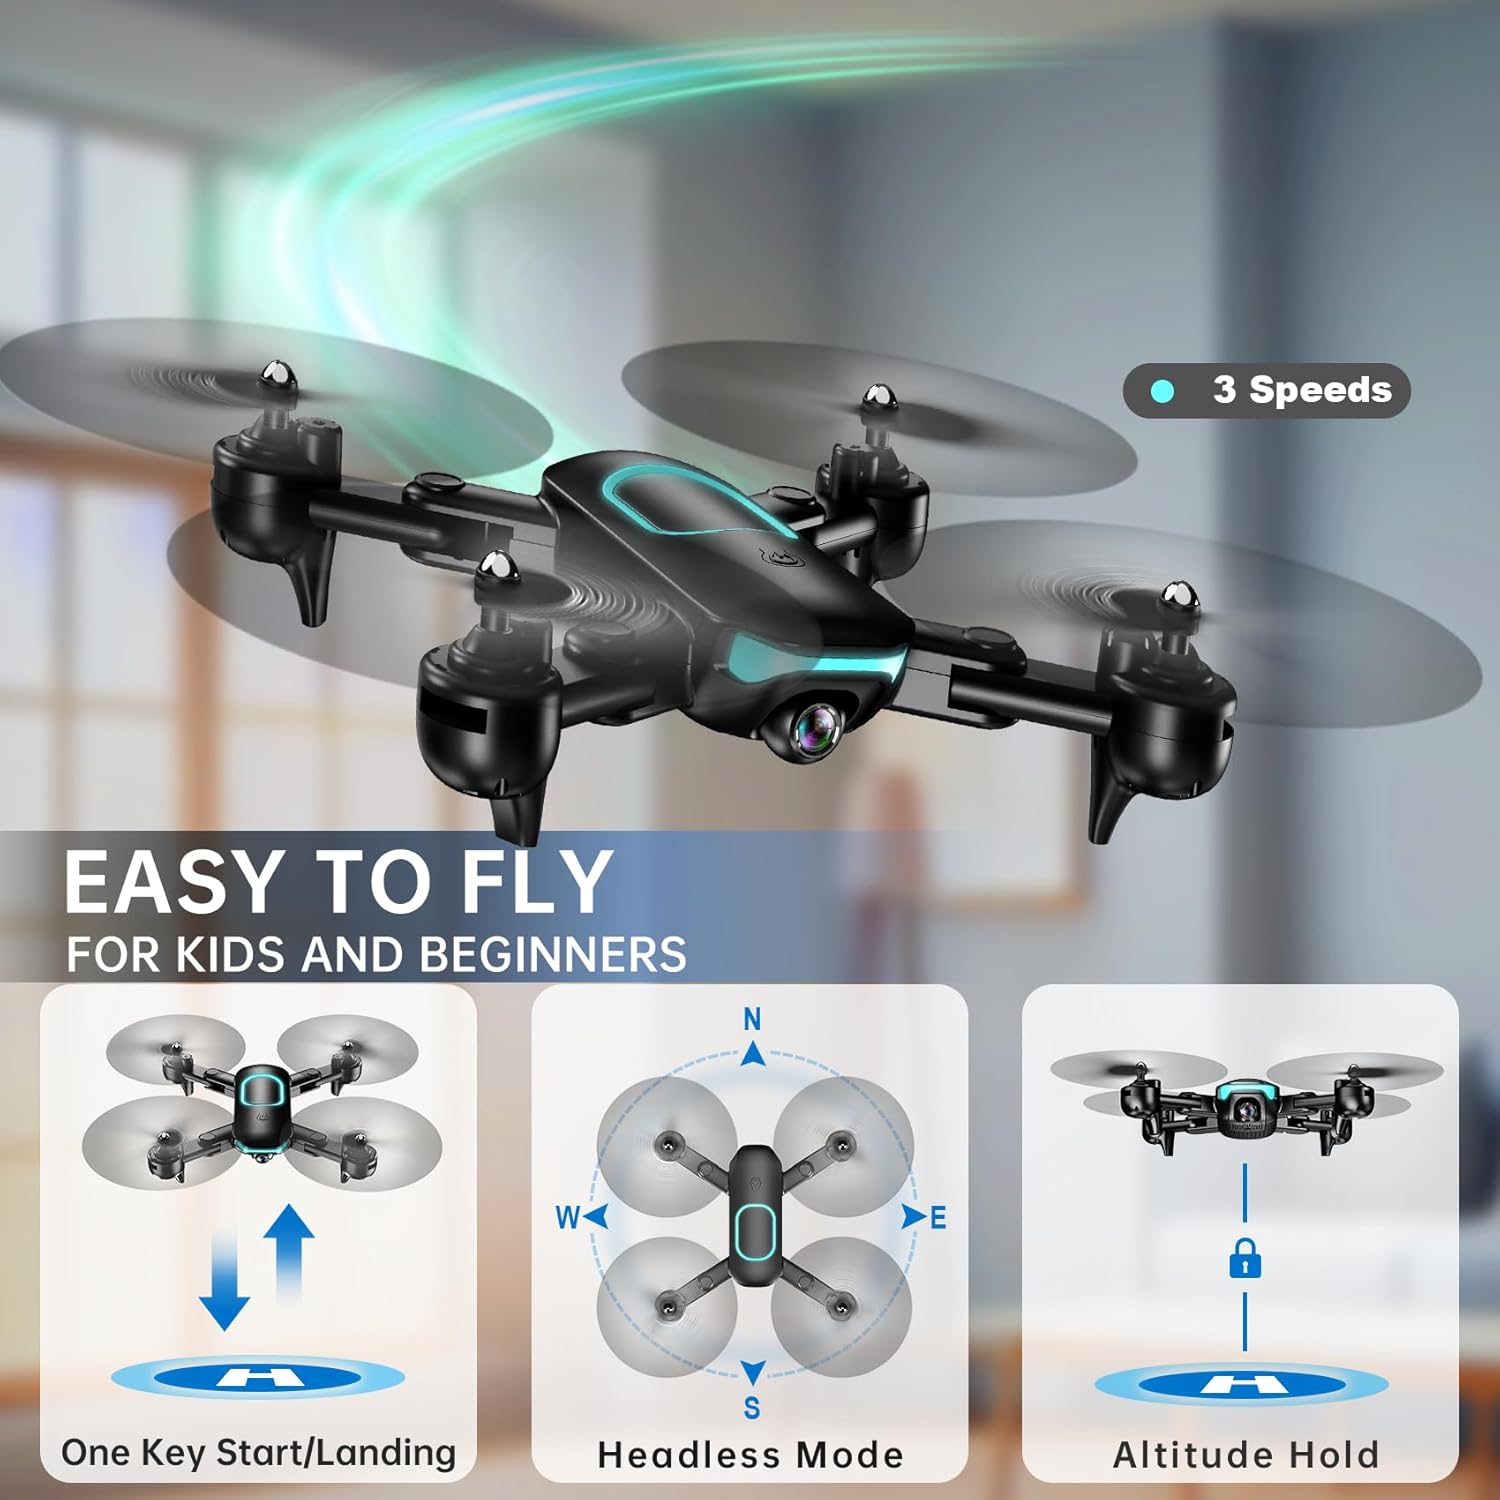 3 Speeds
EASY TO FLY
FOR KIDS AND BEGINNERS
N
W
E
S
One Key Start/Landing
Headless Mode
Altitude Hold